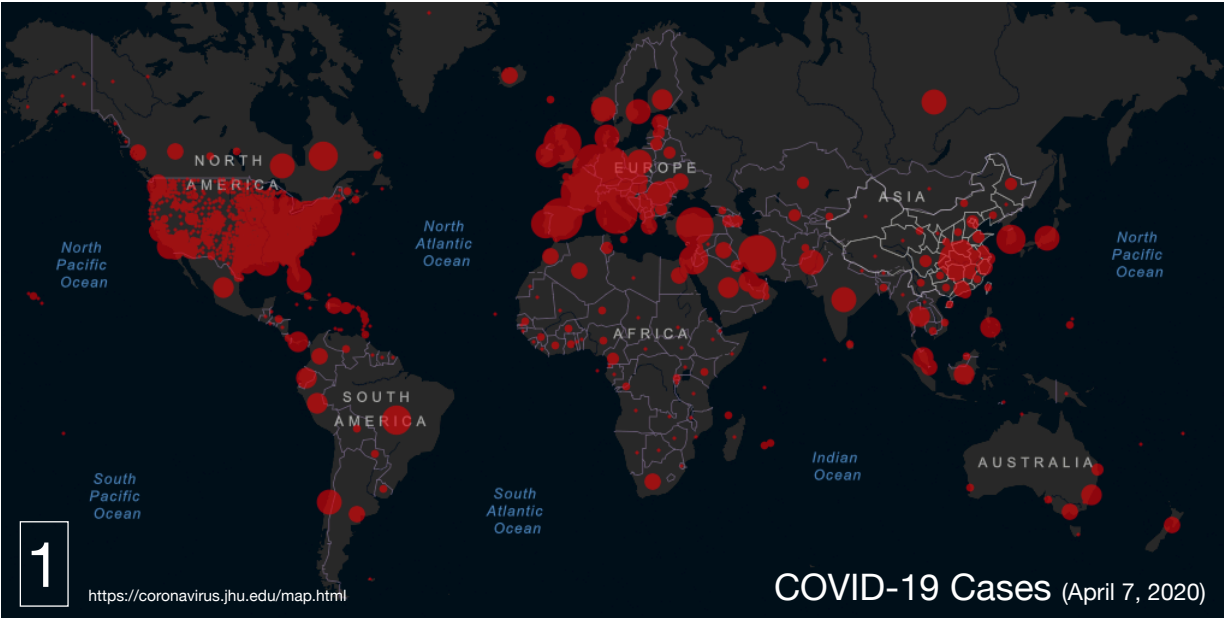 NORTH
AMERICA
EUROPE
ASIA
North
Pacific
Ocean
North
Atlantic
Ocean
North
Pacific
Ocean
AFRICA
SOUTH
AMERICA
Indian
Ocean
AUSTRALIA
South
Pacific
Ocean
South
Atlantic
Ocean
1
https://coronavirus.jhu.edu/map.html
COVID-19 Cases (April 7, 2020)